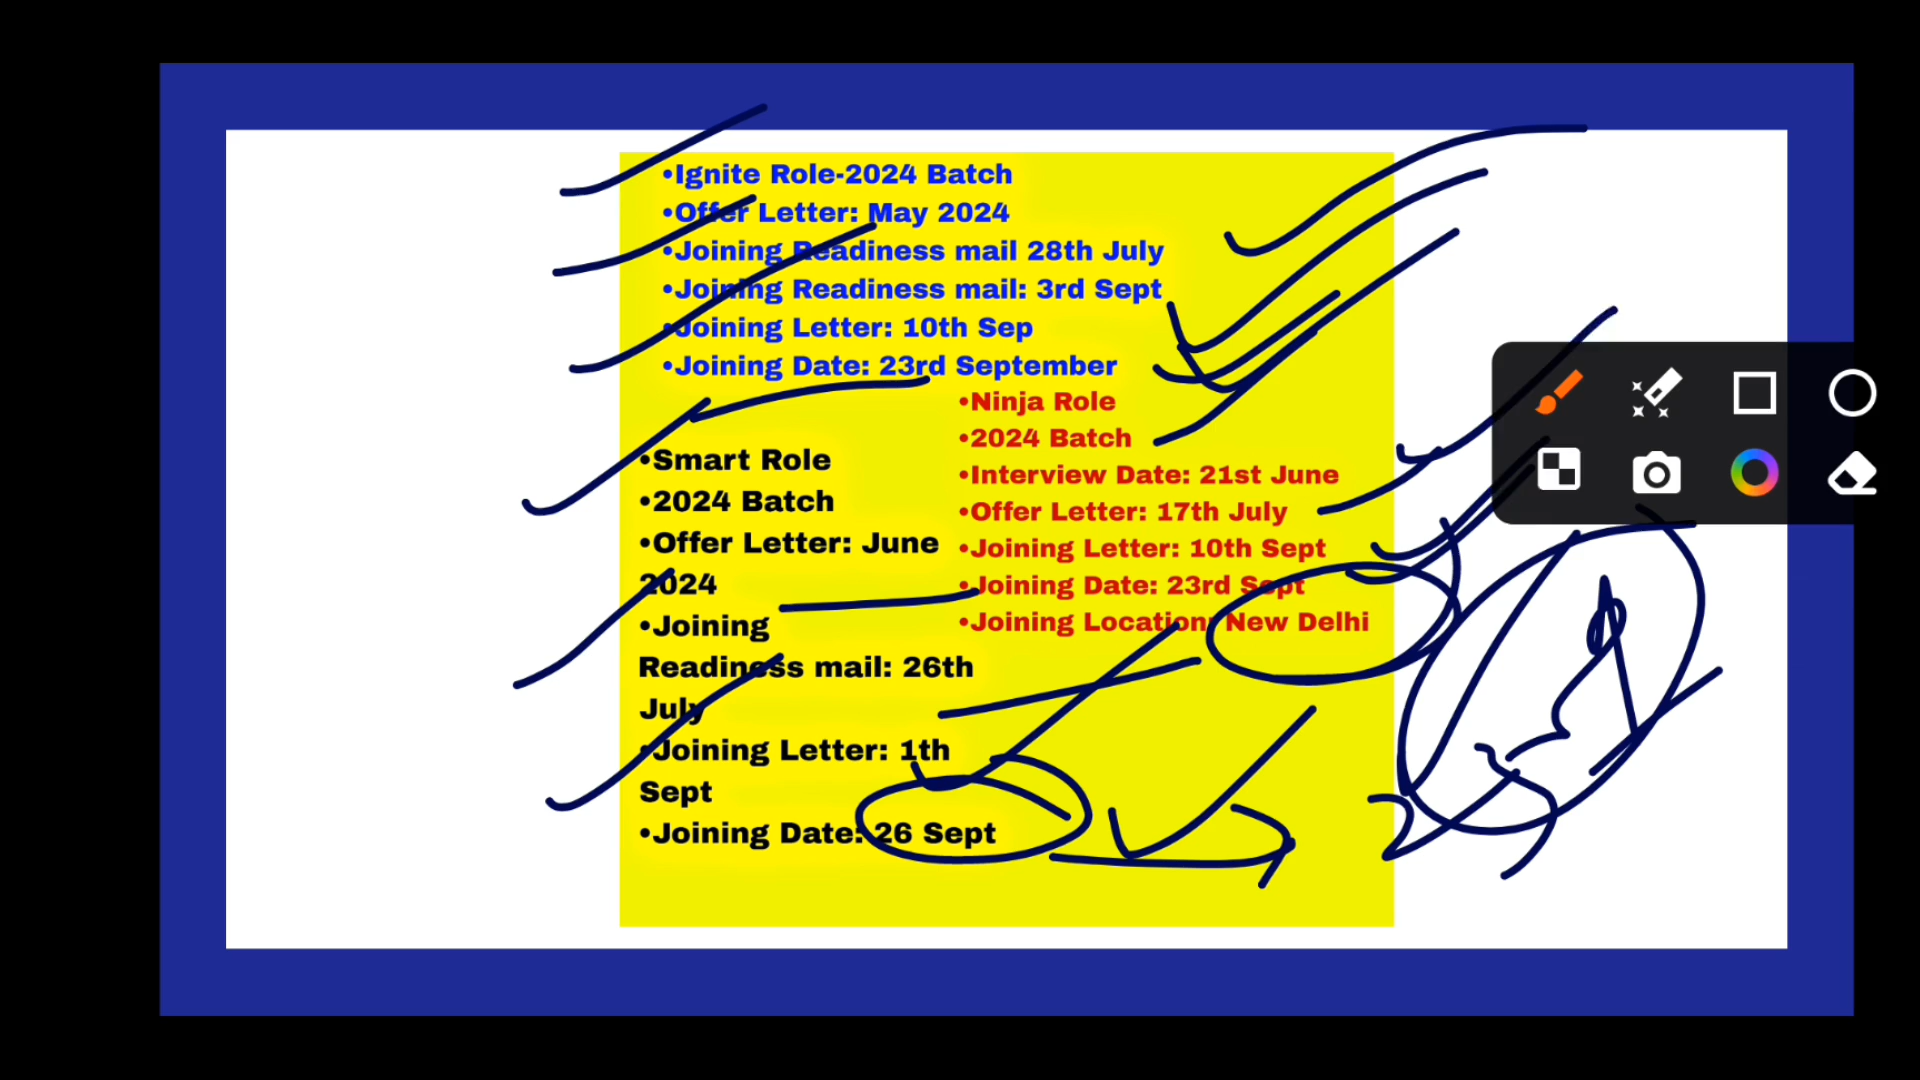 •Ignite Role-2024 Batch
•Offer Letter: May 2024
•Joining Readiness mail 28th July
•Joining Readiness mail: 3rd Sept
•Joining Letter: 10th Sep
•Joining Date: 23rd September
•Ninja Role
•2024 Batch
•Interview Date: 21st June
•Offer Letter: 17th July
•Joining Letter: 10th Sept
•Joining Date: 23rd Sept
•Joining Location: New Delhi
•Smart Role
•2024 Batch
•Offer Letter: June
2024
•Joining
Readiness mail: 26th
July
•Joining Letter: 1th
Sept
•Joining Date: 26 Sept